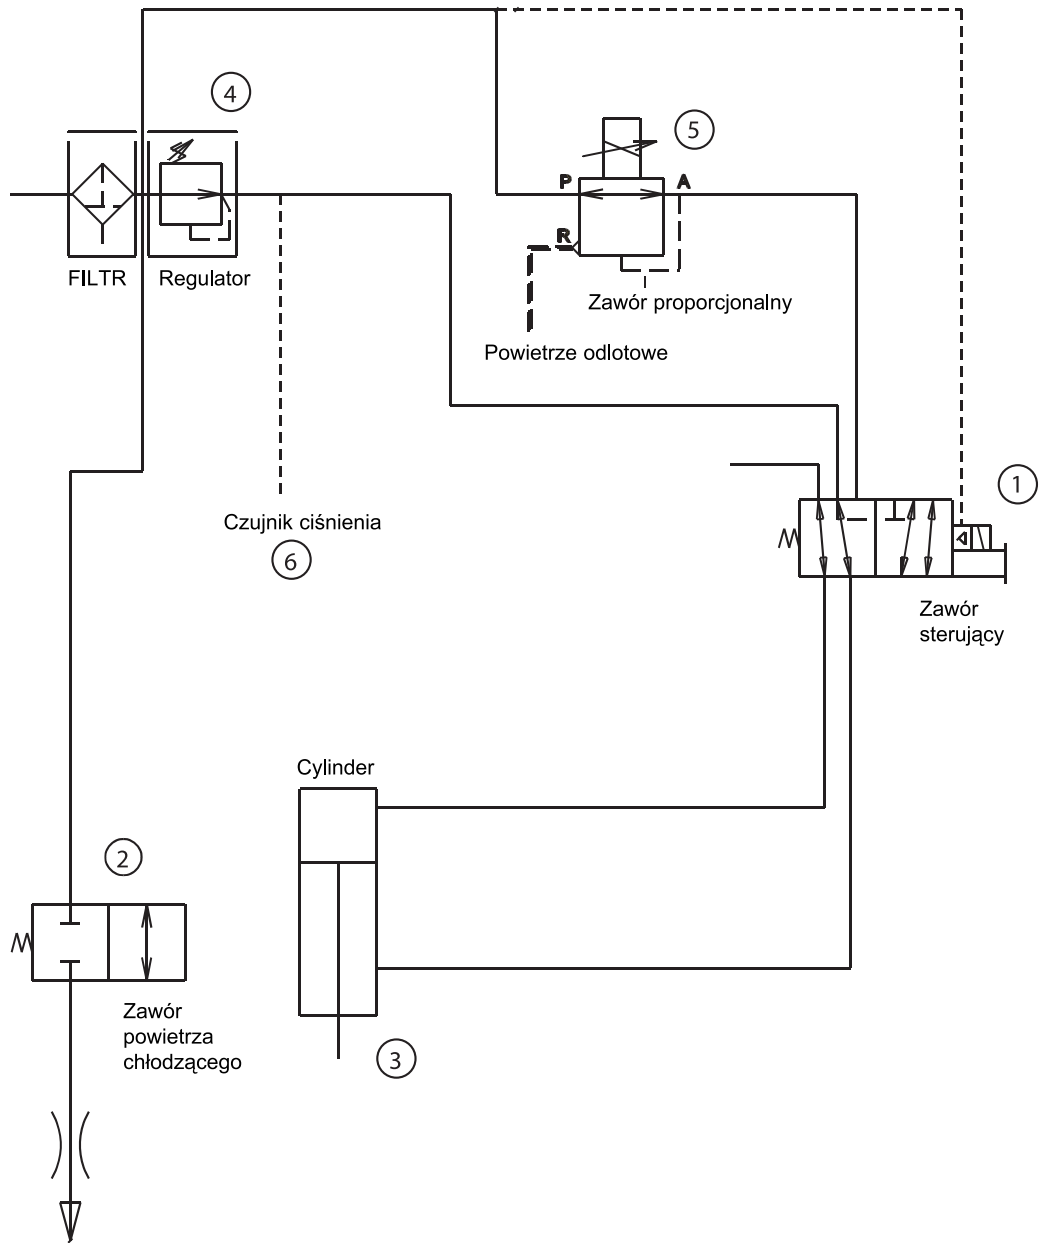 4
5
P
A
R
FILTR
Regulator
Zawór proporcjonalny
Powietrze odlotowe
1
Czujnik ciśnienia
6
Zawór
sterujący
Cylinder
2
Zawór
powietrza
chłodzącego
3